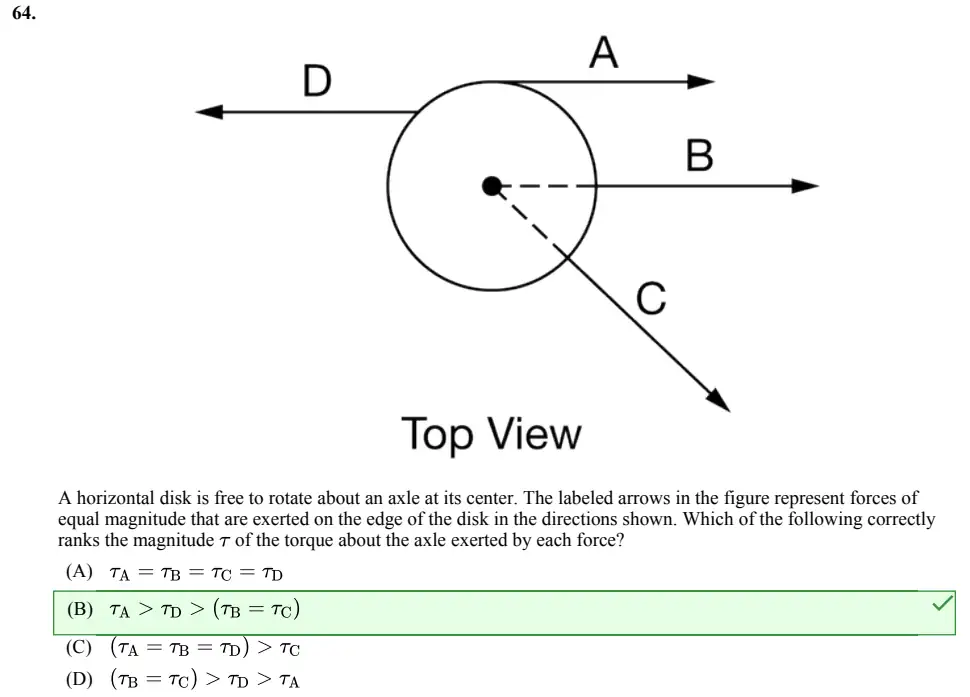 64.
A
D
B
C
Top View
A horizontal disk is free to rotate about an axle at its center. The labeled arrows in the figure represent forces of
equal magnitude that are exerted on the edge of the disk in the directions shown. Which of the following correctly
ranks the magnitude τ of the torque about the axle exerted by each force?
(A) τA = τB = τC = τD
(B) τA > τD > (τB = τC)
(C) (τA = τB = τD) > τC
(D) (τB = τC) > τD > τA